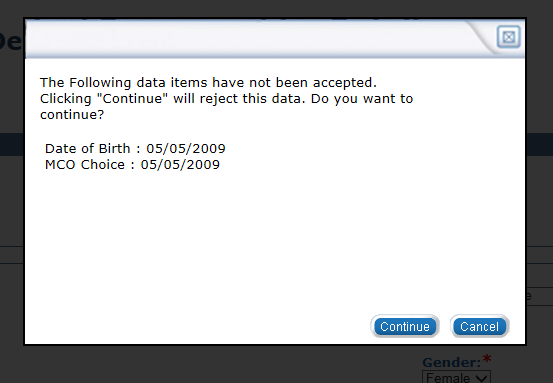 De
The Following data items have not been accepted.
Clicking "Continue" will reject this data. Do you want to
continue?
Date of Birth : 05/05/2009
MCO Choice : 05/05/2009
Continue Cancel
Gender:*
Female